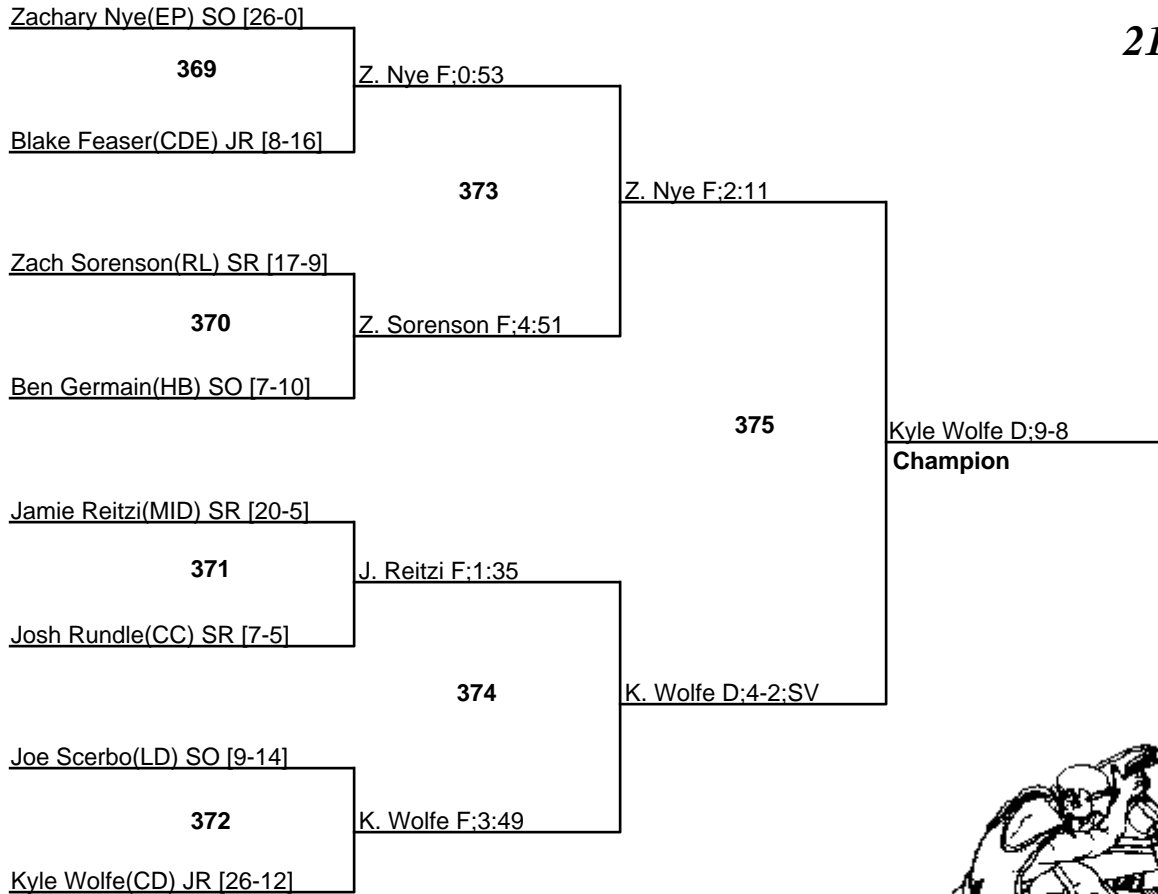 Zachary Nye(EP) SO [26-0]
21
369
Z. Nye F;0:53
Blake Feaser(CDE) JR [8-16]
373
Z. Nye F;2:11
Zach Sorenson(RL) SR [17-9]
370
Z. Sorenson F;4:51
Ben Germain(HB) SO [7-10]
375
Kyle Wolfe D;9-8
Champion
Jamie Reitzi(MID) SR [20-5]
371
J. Reitzi F;1:35
Josh Rundle(CC) SR [7-5]
374
K. Wolfe D;4-2;SV
Joe Scerbo(LD) SO [9-14]
372
K. Wolfe F;3:49
Kyle Wolfe(CD) JR [26-12]